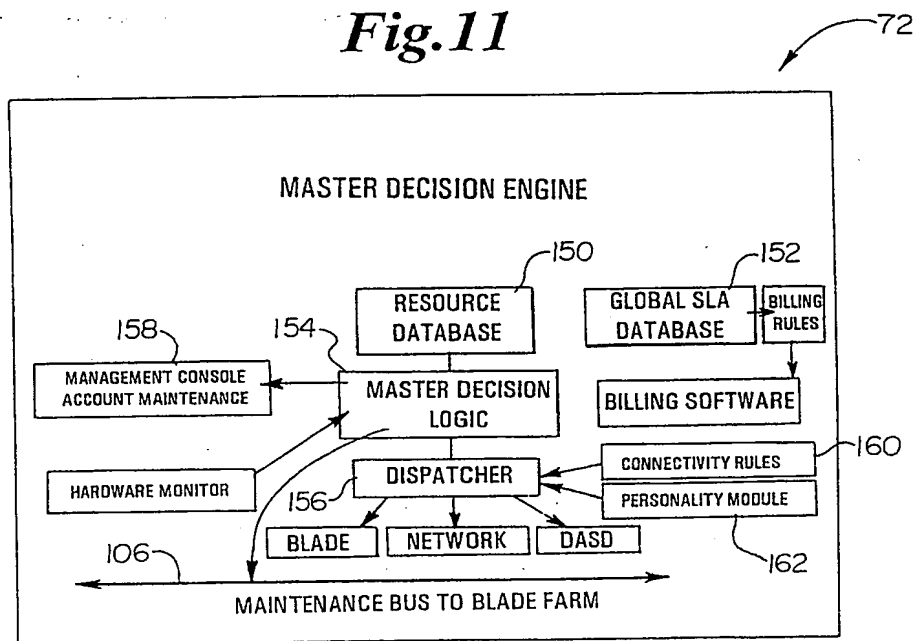 Fig.11
72
MASTER DECISION ENGINE
150
152
RESOURCE
DATABASE
GLOBAL SLA
DATABASE
BILLING
RULES
158
154
MANAGEMENT CONSOLE
ACCOUNT MAINTENANCE
MASTER DECISION
LOGIC
BILLING SOFTWARE
HARDWARE MONITOR
156
DISPATCHER
CONNECTIVITY RULES
160
PERSONALITY MODULE
162
BLADE
NETWORK
DASD
106
MAINTENANCE BUS TO BLADE FARM